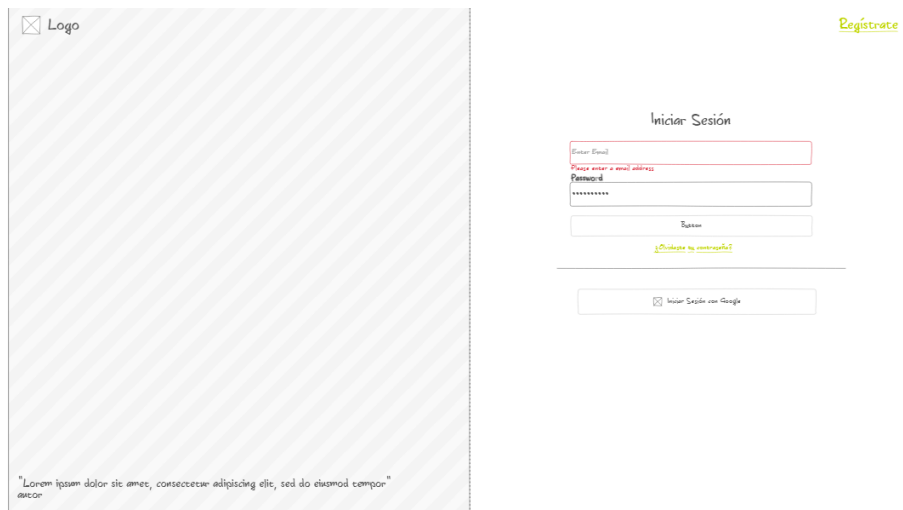 Logo
Regístrate
Iniciar Sesión
Enter Email
Please enter a email address
Password
**********
Button
¿Olvidaste tu contraseña?
Iniciar Sesión con Google
"Lorem ipsum dolor sit amet, consectetur adipiscing elit, sed do eiusmod tempor"
autor